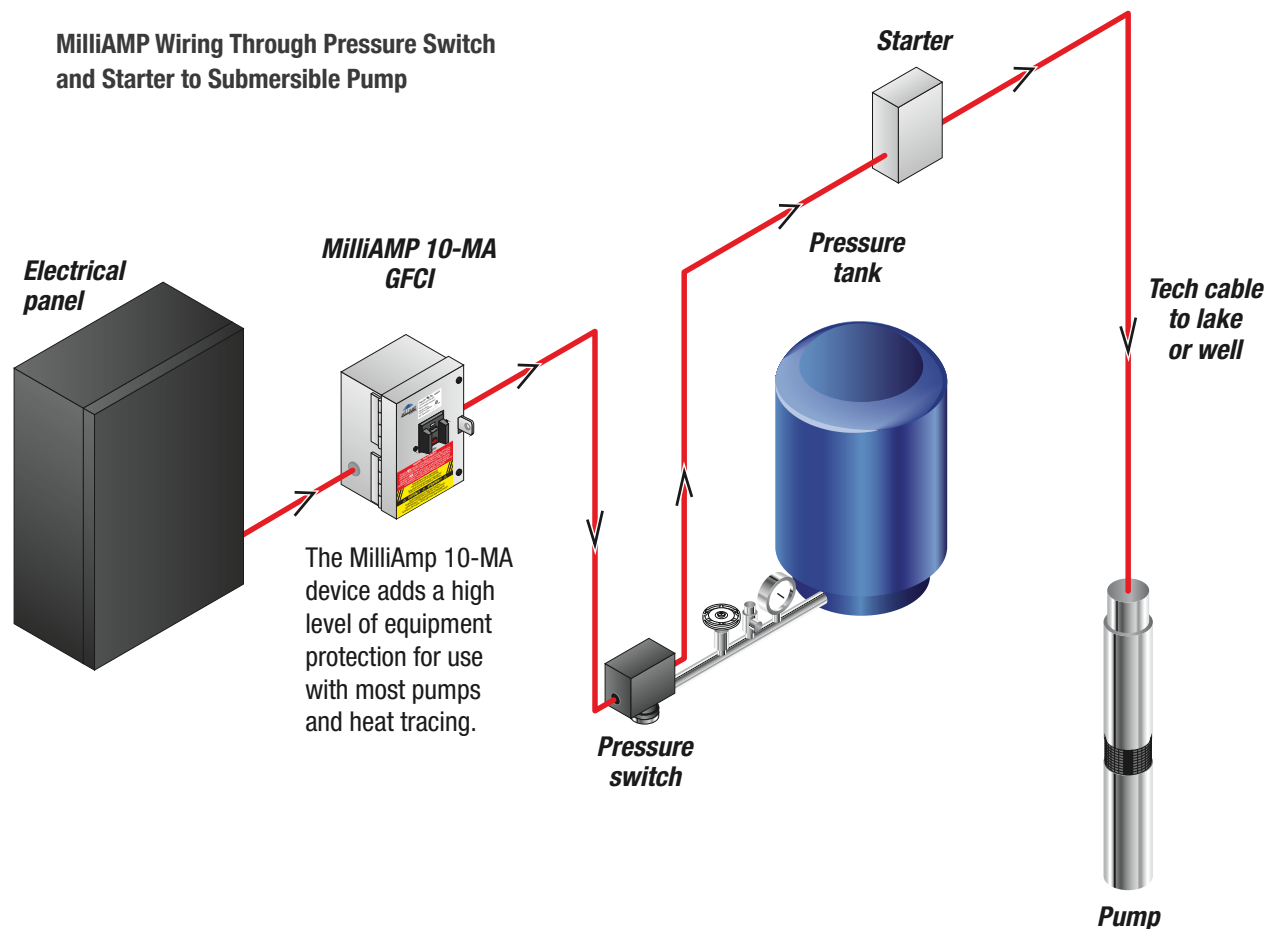 MilliAMP Wiring Through Pressure Switch
and Starter to Submersible Pump
Starter
MilliAMP 10-MA
GFCI
Electrical
panel
Pressure
tank
Tech cable
to lake
or well
The MilliAmp 10-MA
device adds a high
level of equipment
protection for use
with most pumps
and heat tracing.
Pressure
switch
Pump